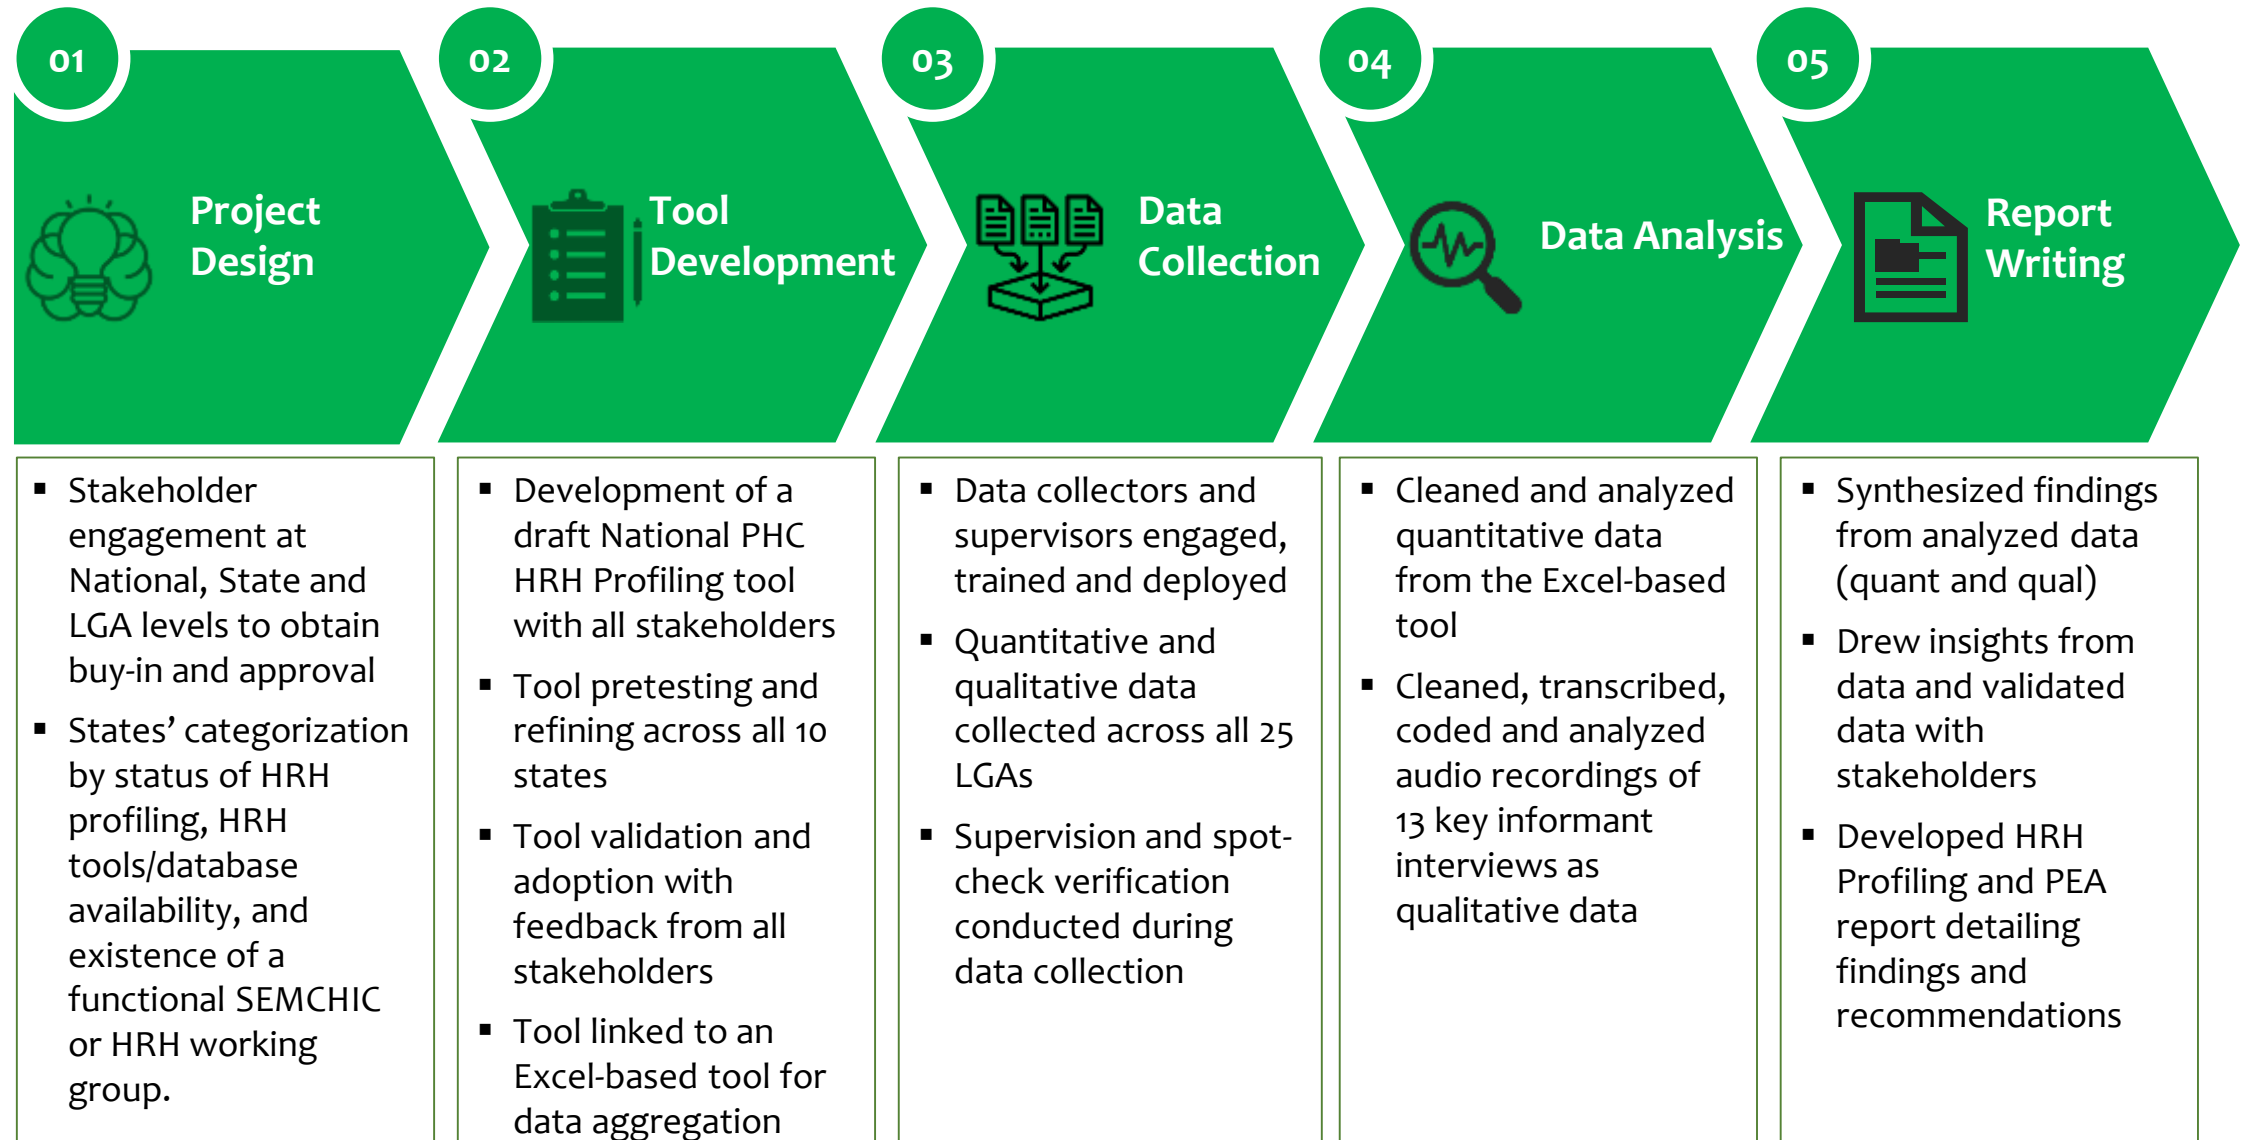 01
Project
Design
02
Tool
Development
03
Data
Collection
04
Data Analysis
05
Report
Writing
▪ Stakeholder
engagement at
National, State and
LGA levels to obtain
buy-in and approval
▪ States’ categorization
by status of HRH
profiling, HRH
tools/database
availability, and
existence of a
functional SEMCHIC
or HRH working
group.
▪ Development of a
draft National PHC
HRH Profiling tool
with all stakeholders
▪ Tool pretesting and
refining across all 10
states
▪ Tool validation and
adoption with
feedback from all
stakeholders
▪ Tool linked to an
Excel-based tool for
data aggregation
▪ Data collectors and
supervisors engaged,
trained and deployed
▪ Quantitative and
qualitative data
collected across all 25
LGAs
▪ Supervision and spot-
check verification
conducted during
data collection
▪ Cleaned and analyzed
quantitative data
from the Excel-based
tool
▪ Cleaned, transcribed,
coded and analyzed
audio recordings of
13 key informant
interviews as
qualitative data
▪ Synthesized findings
from analyzed data
(quant and qual)
▪ Drew insights from
data and validated
data with
stakeholders
▪ Developed HRH
Profiling and PEA
report detailing
findings and
recommendations